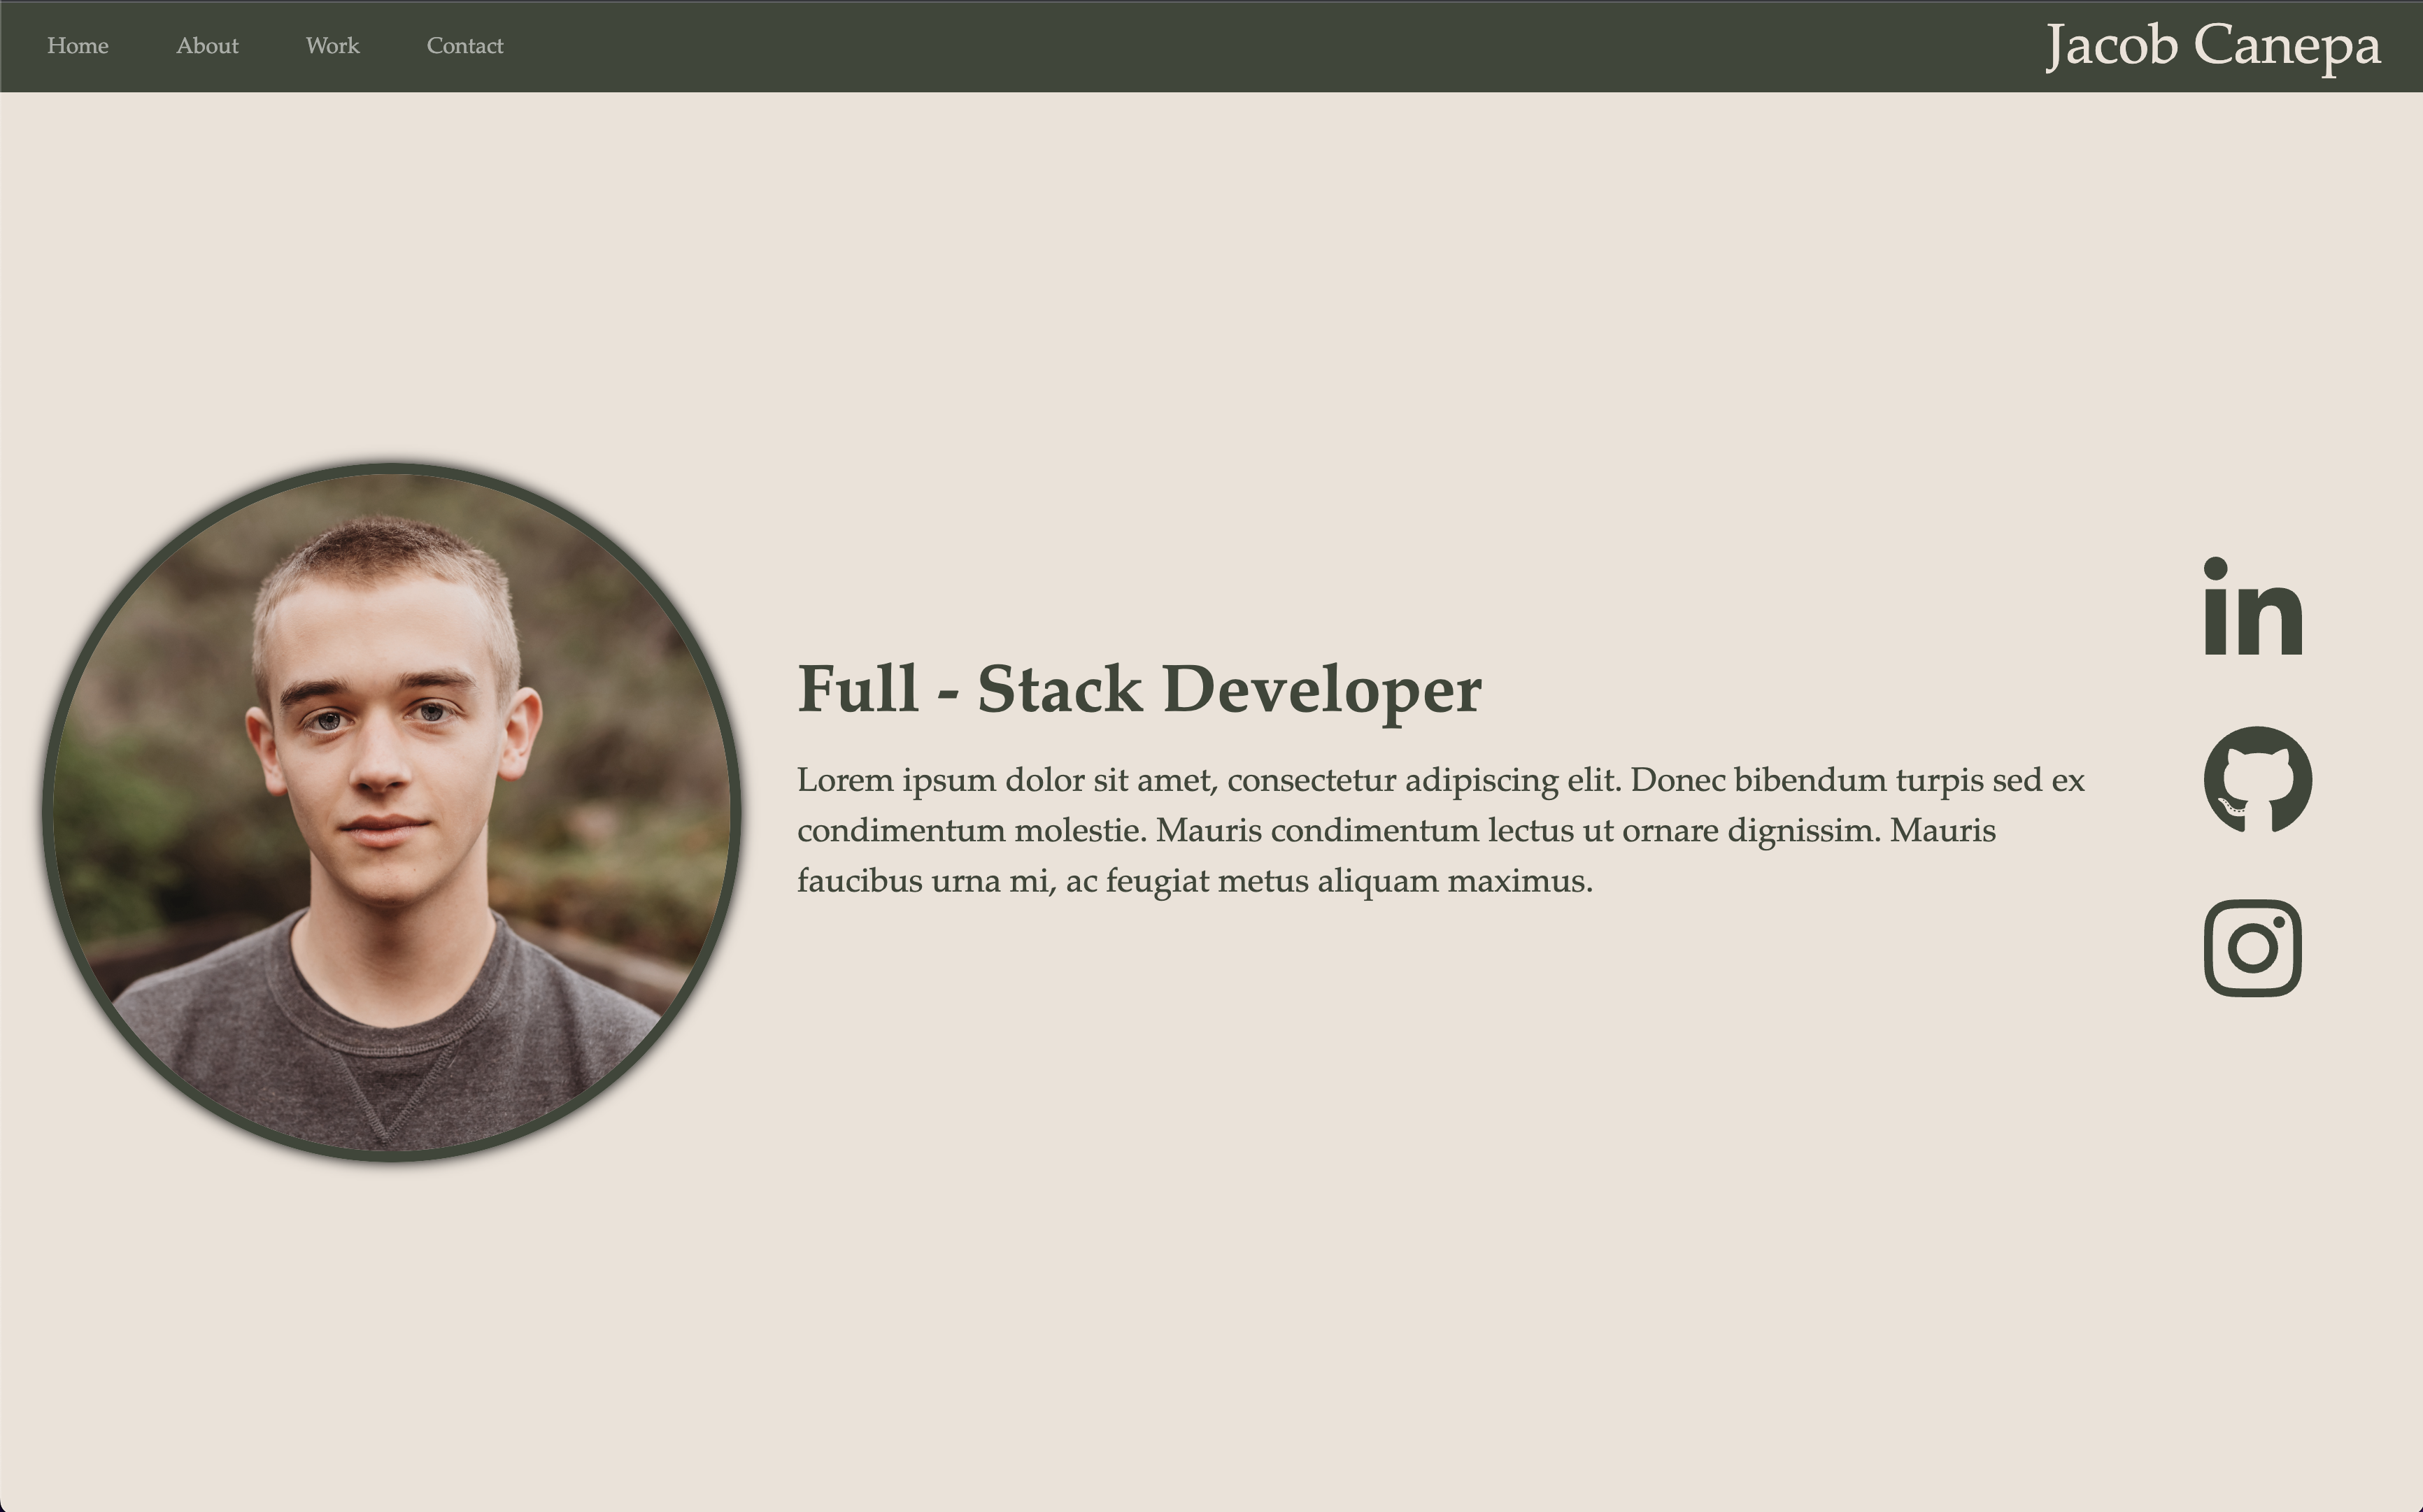 Home
About
Work
Contact
Jacob Canepa
Full - Stack Developer
Lorem ipsum dolor sit amet, consectetur adipiscing elit. Donec bibendum turpis sed ex
condimentum molestie. Mauris condimentum lectus ut ornare dignissim. Mauris
faucibus urna mi, ac feugiat metus aliquam maximus.
in